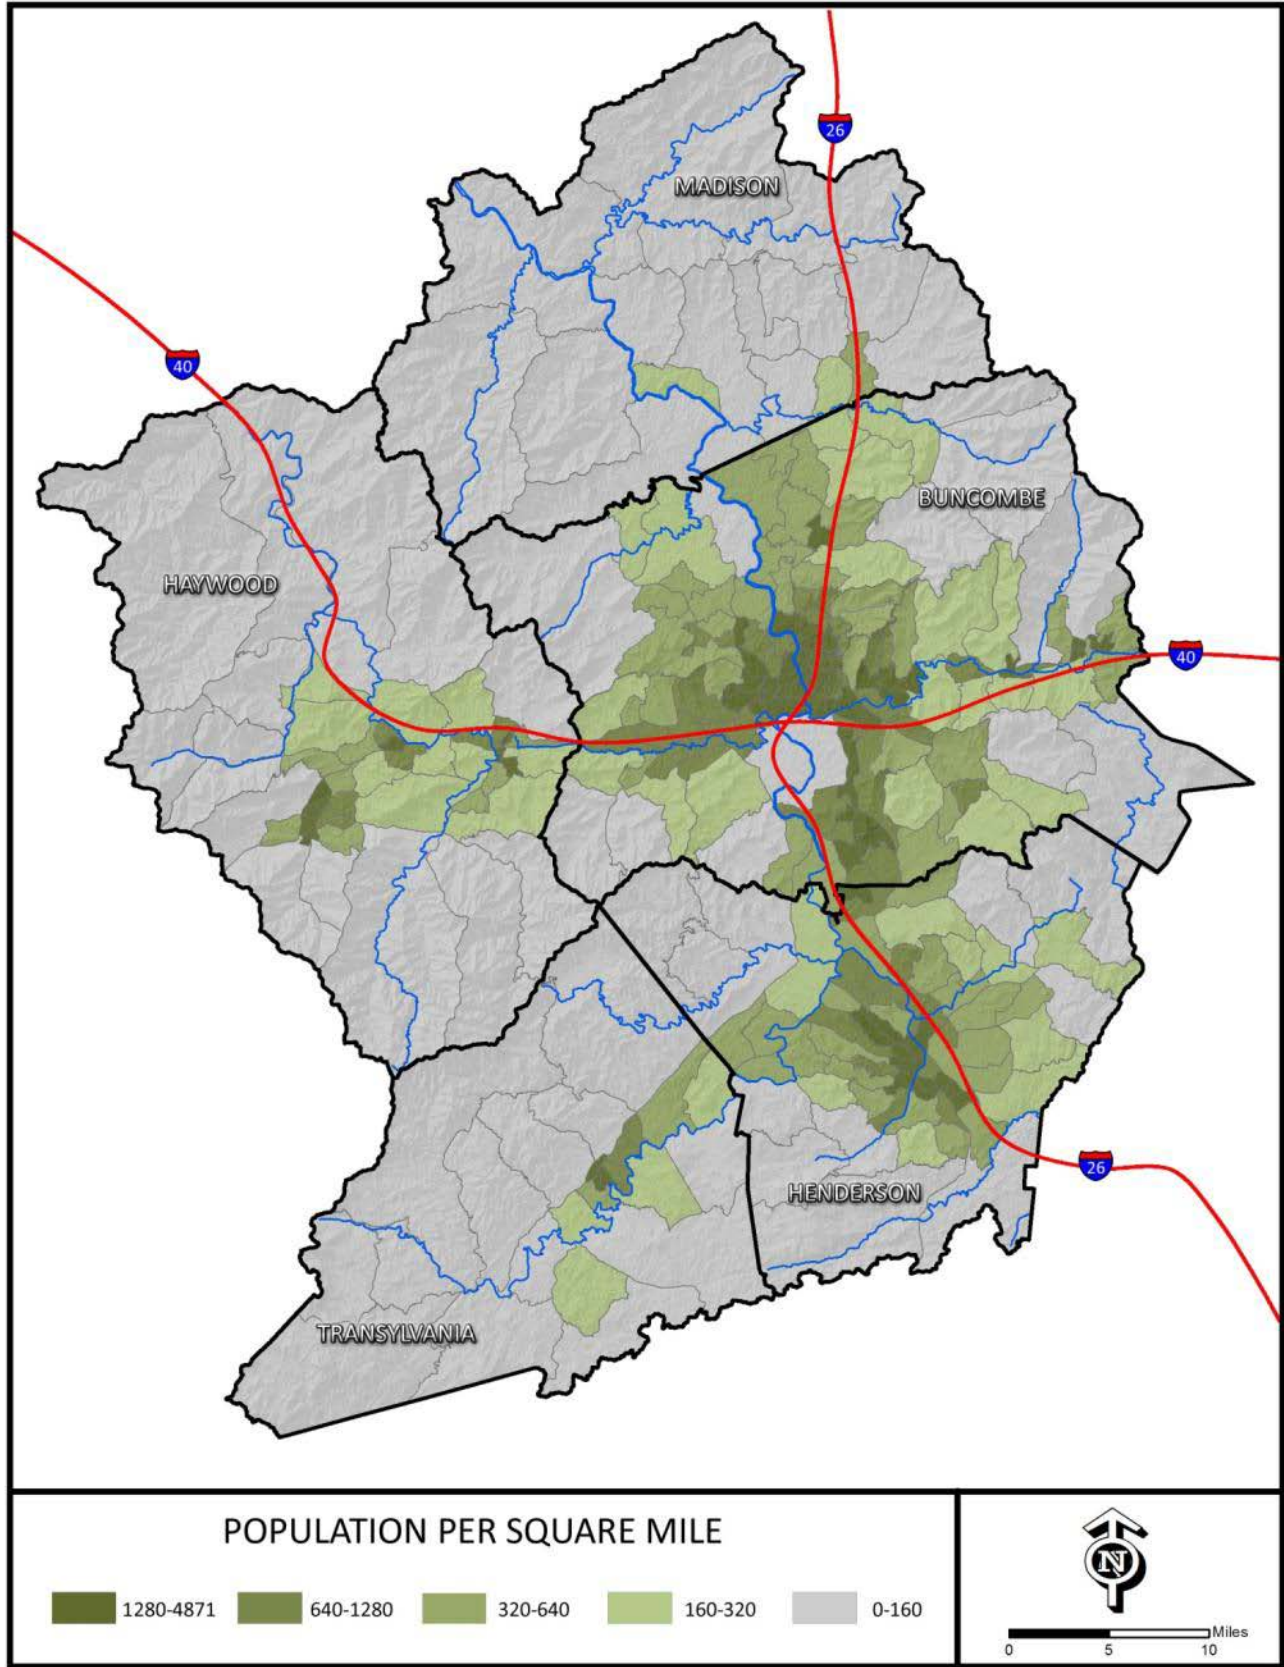 26
MADISON
40
BUNCOMBE
HAYWOOD
40
26
HENDERSON
TRANSYLVANIA
POPULATION PER SQUARE MILE
1280-4871 640-1280 320-640 160-320 0-160
N
Miles
0 5 10